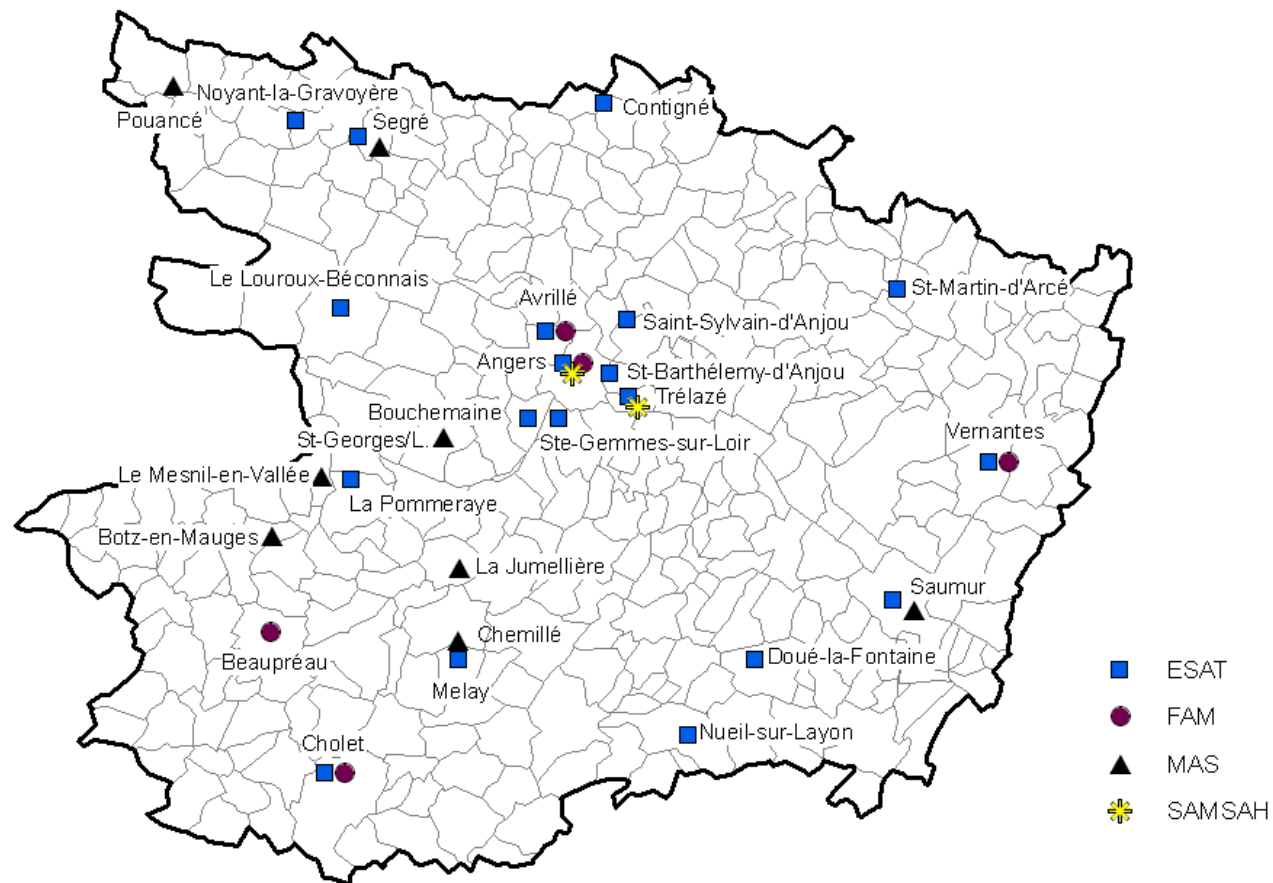 Noyant-la-Gravoyère
Pouancé
Segré
Contigné
Le Louroux-Béconnais
St-Martin-d'Arcé
Avrillé
Saint-Sylvain-d'Anjou
Angers
St-Barthélemy-d'Anjou
Trélazé
Bouchemaine
St-Georges/L.
Ste-Gemmes-sur-Loir
Vernantes
Le Mesnil-en-Vallée
La Pommeraye
Botz-en-Mauges
La Jumellière
Saumur
Chemillé
Beaupréau
Doué-la-Fontaine
Melay
Nueil-sur-Layon
Cholet
ESAT
FAM
MAS
SAMSAH